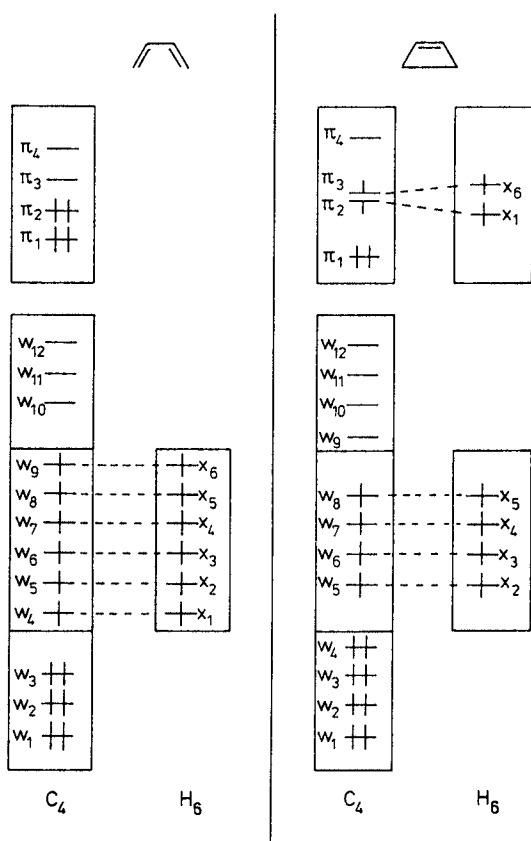 π₄
π₃
π₂
π₁
w₁₂
w₁₁
w₁₀
w₉ x₆
w₈ x₅
w₇ x₄
w₆ x₃
w₅ x₂
w₄ x₁
w₃
w₂
w₁
C₄ H₆
π₄
π₃ x₆
π₂ x₁
π₁
w₁₂
w₁₁
w₁₀
w₉
w₈ x₅
w₇ x₄
w₆ x₃
w₅ x₂
w₄
w₃
w₂
w₁
C₄ H₆